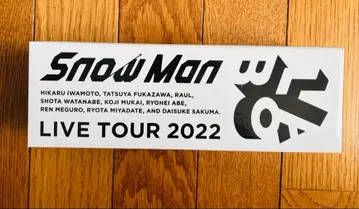 Snow Man
HIKARU IWAMOTO, TATSUYA FUKAZAWA, RAUL,
SHOTA WATANABE, KOJI MUKAI, RYOHEI ABE,
REN MEGURO, RYOTA MIYADATE, AND DAISUKE SAKUMA.
LIVE TOUR 2022